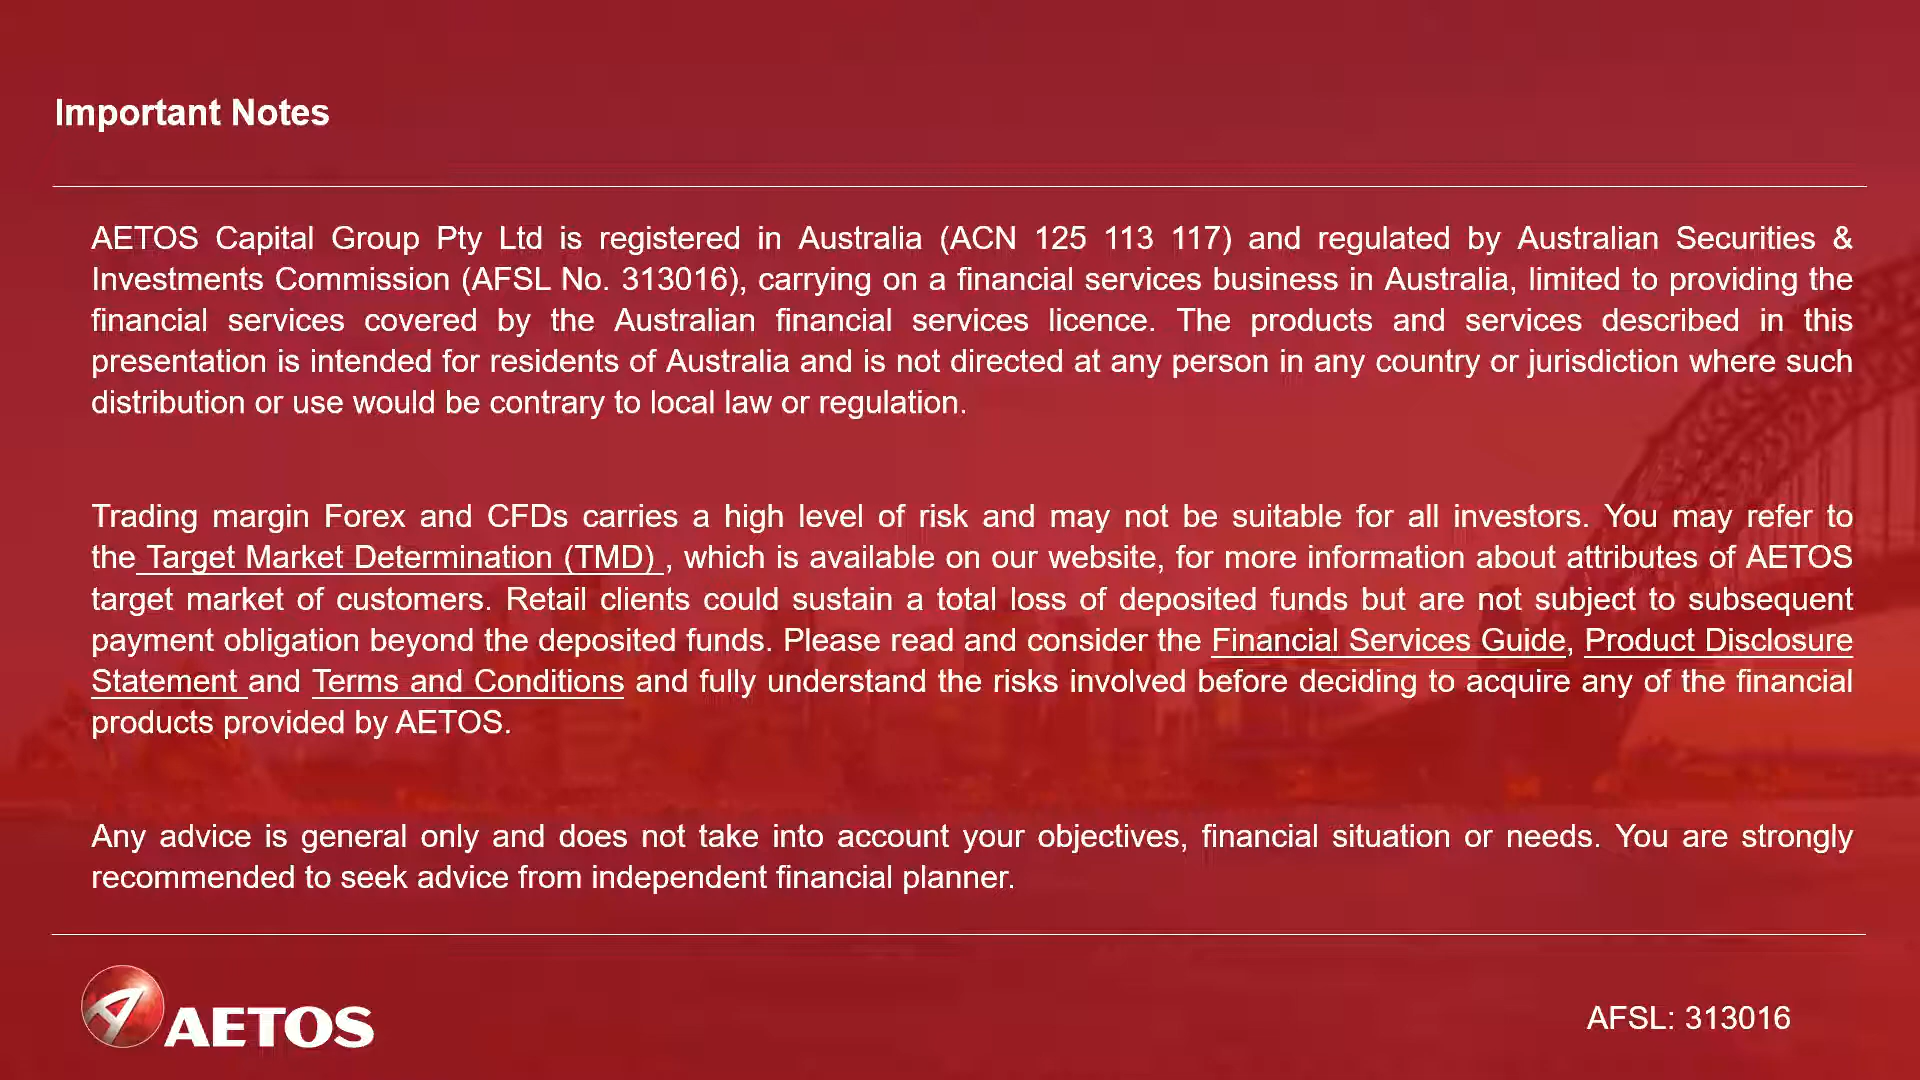 Important Notes
AETOS Capital Group Pty Ltd is registered in Australia (ACN 125 113 117) and regulated by Australian Securities &
Investments Commission (AFSL No. 313016), carrying on a financial services business in Australia, limited to providing the
financial services covered by the Australian financial services licence. The products and services described in this
presentation is intended for residents of Australia and is not directed at any person in any country or jurisdiction where such
distribution or use would be contrary to local law or regulation.
Trading margin Forex and CFDs carries a high level of risk and may not be suitable for all investors. You may refer to
the Target Market Determination (TMD) , which is available on our website, for more information about attributes of AETOS
target market of customers. Retail clients could sustain a total loss of deposited funds but are not subject to subsequent
payment obligation beyond the deposited funds. Please read and consider the Financial Services Guide, Product Disclosure
Statement and Terms and Conditions and fully understand the risks involved before deciding to acquire any of the financial
products provided by AETOS.
Any advice is general only and does not take into account your objectives, financial situation or needs. You are strongly
recommended to seek advice from independent financial planner.
AETOS
AFSL: 313016